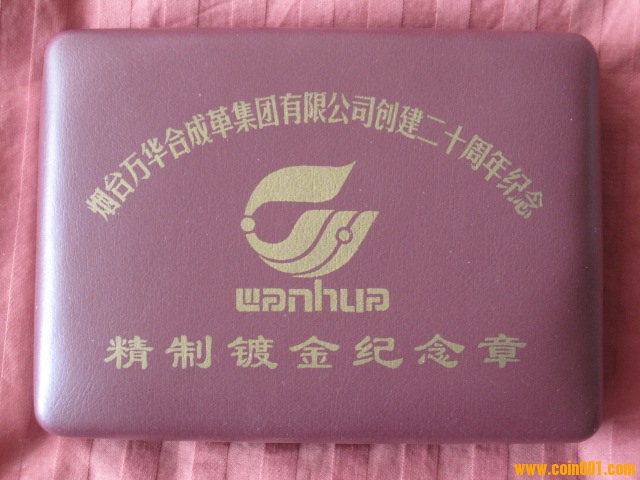 烟台万华合成革集团有限公司创建二十周年纪念
wanhua
精制镀金纪念章
www.coin001.com